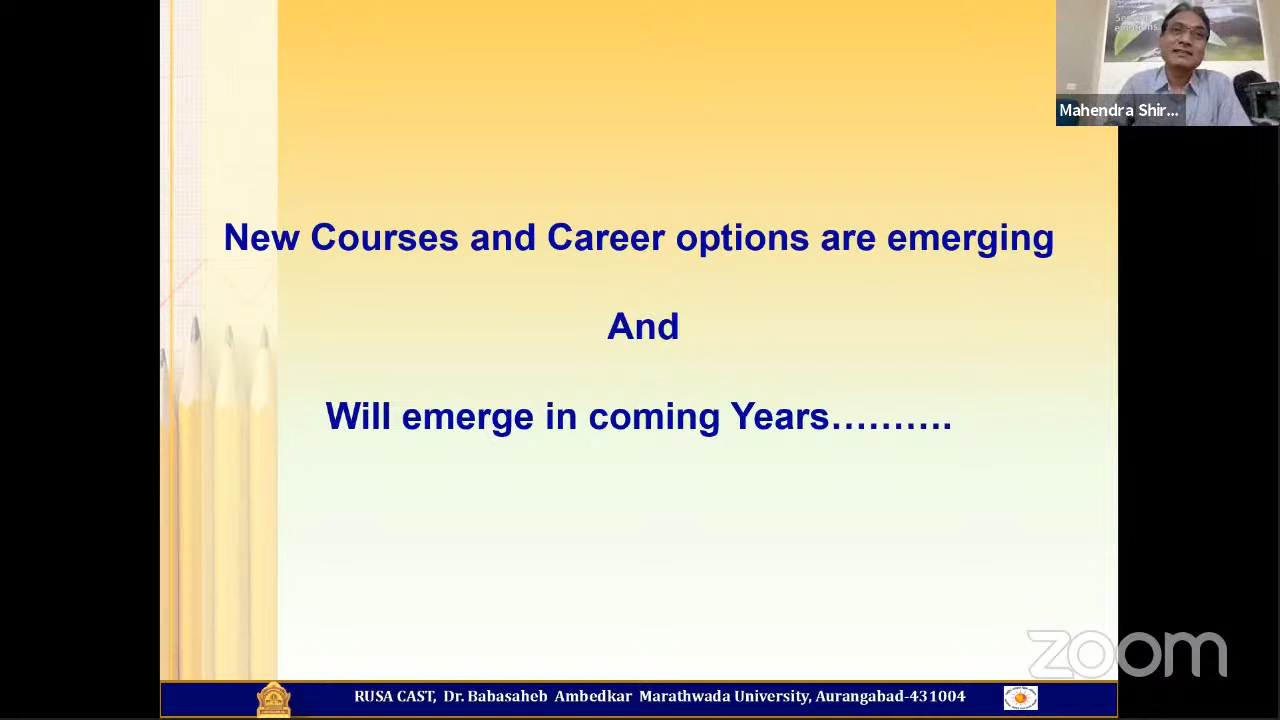 Mahendra Shir...
New Courses and Career options are emerging
And
Will emerge in coming Years……….
zoom
RUSA CAST, Dr. Babasaheb Ambedkar Marathwada University, Aurangabad-431004